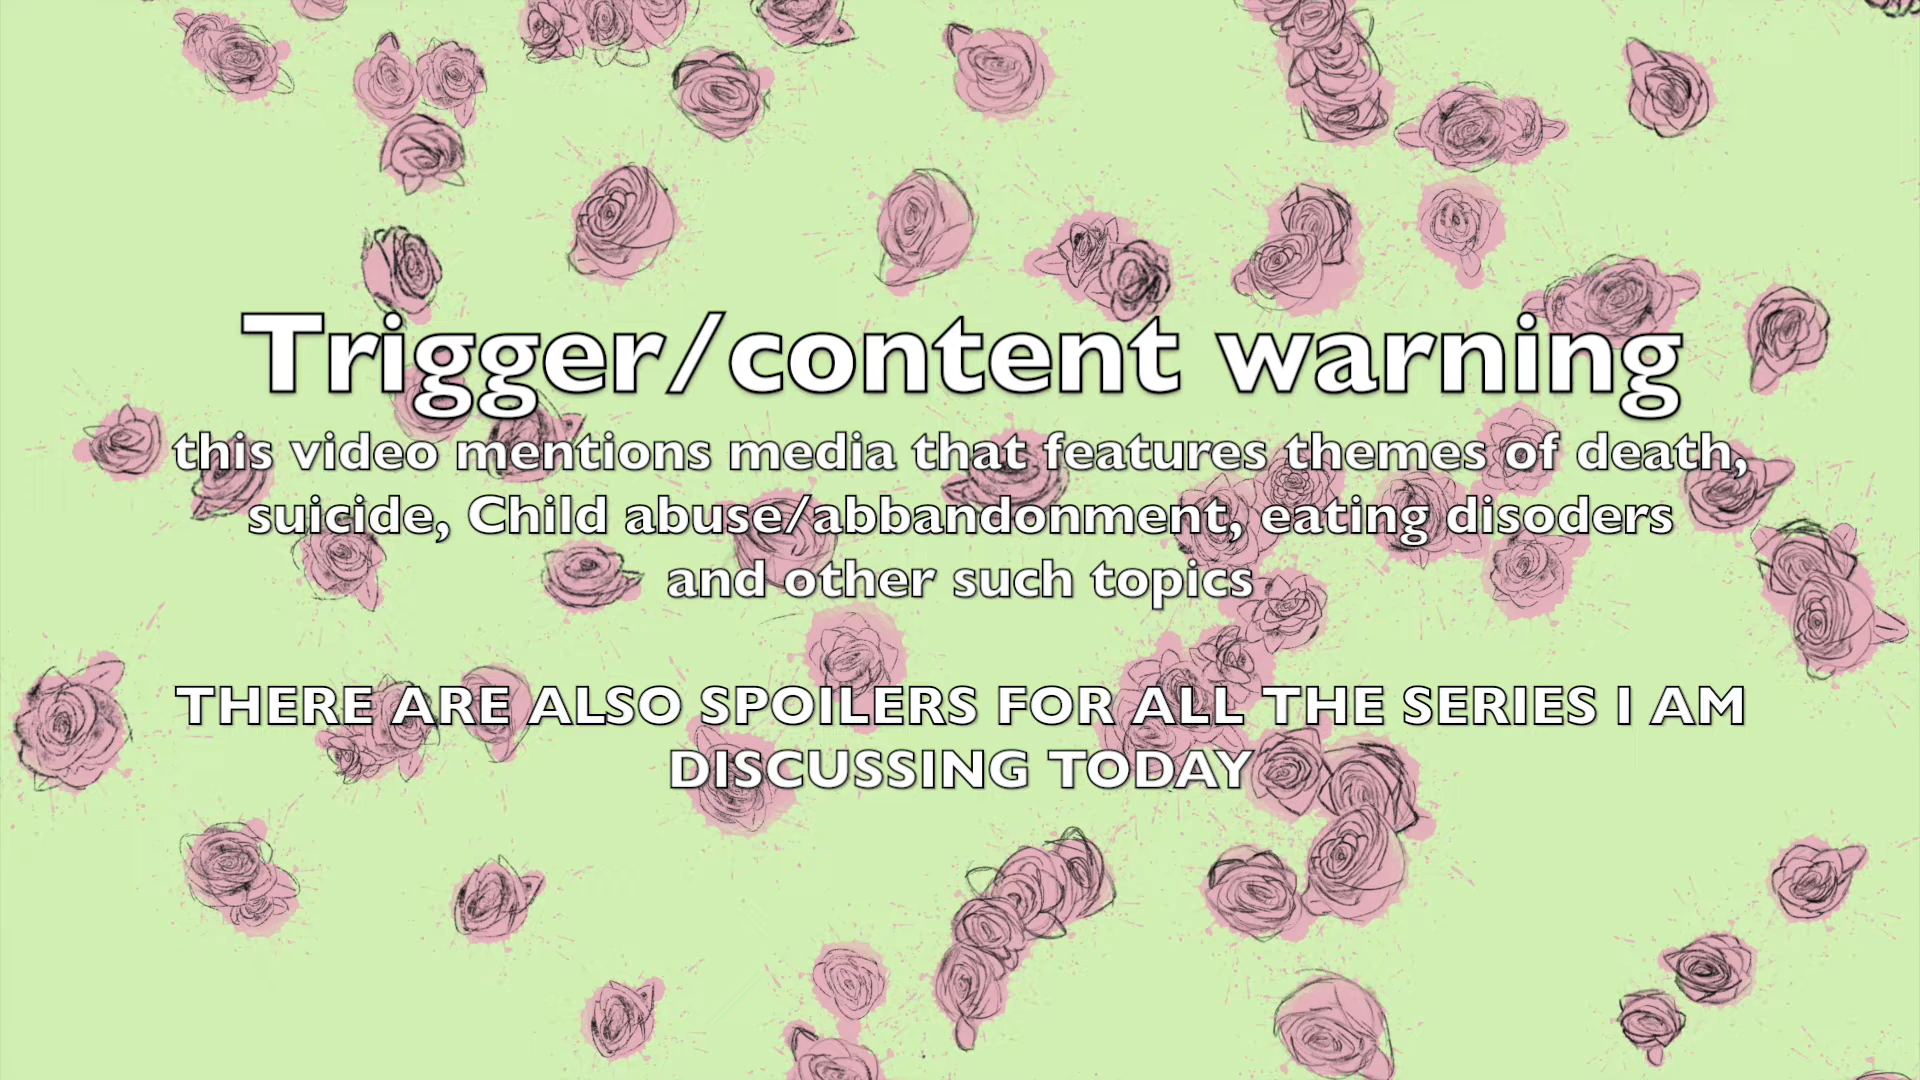 Trigger/content warning
this video mentions media that features themes of death,
suicide, Child abuse/abbandonment, eating disoders
and other such topics
THERE ARE ALSO SPOILERS FOR ALL THE SERIES I AM
DISCUSSING TODAY